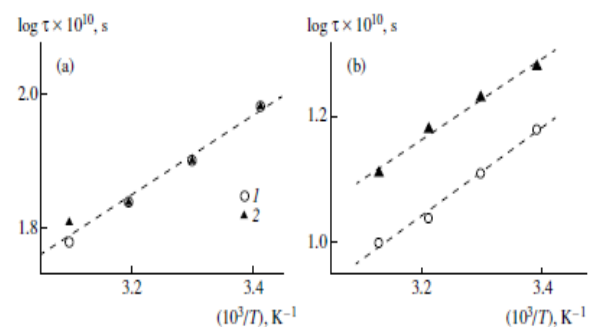 log τ × 10¹⁰, s
(a)
2.0
1.8
1
2
3.2
3.4
(10³/T), K⁻¹
log τ × 10¹⁰, s
(b)
1.2
1.0
3.2
3.4
(10³/T), K⁻¹